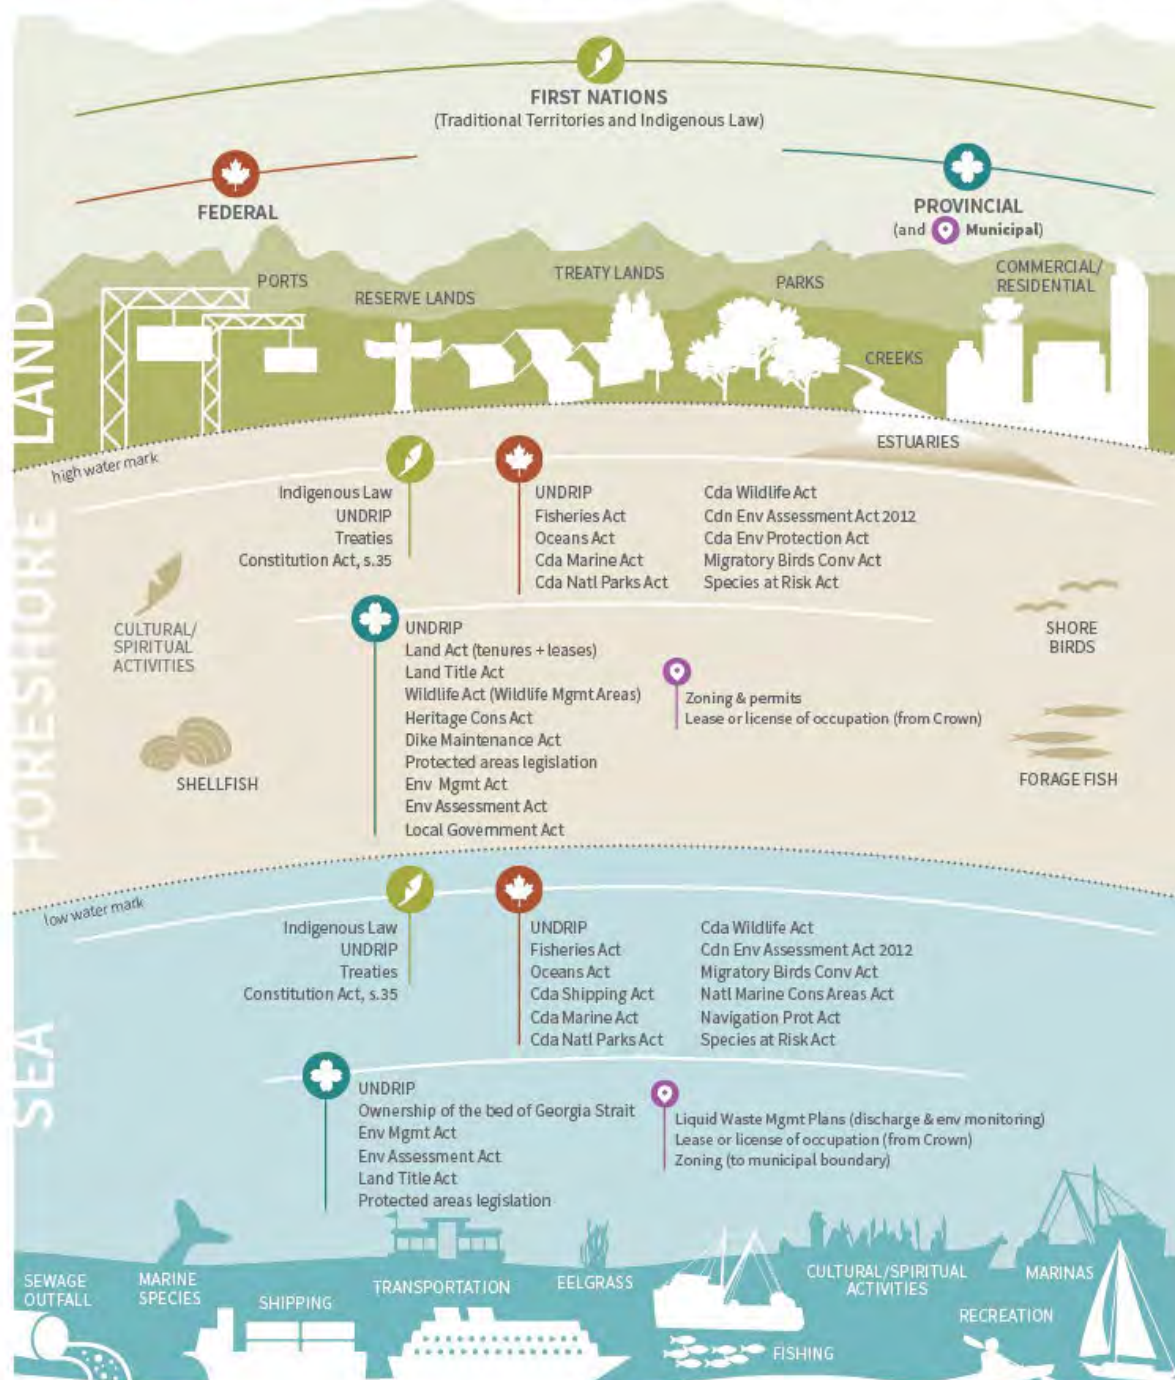 FIRST NATIONS
(Traditional Territories and Indigenous Law)
FEDERAL
PROVINCIAL
(and Municipal)
LAND
PORTS
RESERVE LANDS
TREATY LANDS
PARKS
COMMERCIAL/
RESIDENTIAL
CREEKS
ESTUARIES
high water mark
FORESHORE
Indigenous Law
UNDRIP
Treaties
Constitution Act, s.35
UNDRIP
Fisheries Act
Oceans Act
Cda Marine Act
Cda Natl Parks Act
Cda Wildlife Act
Cdn Env Assessment Act 2012
Cda Env Protection Act
Migratory Birds Conv Act
Species at Risk Act
CULTURAL/
SPIRITUAL
ACTIVITIES
SHELLFISH
UNDRIP
Land Act (tenures + leases)
Land Title Act
Wildlife Act (Wildlife Mgmt Areas)
Heritage Cons Act
Dike Maintenance Act
Protected areas legislation
Env Mgmt Act
Env Assessment Act
Local Government Act
Zoning & permits
Lease or license of occupation (from Crown)
SHORE
BIRDS
FORAGE FISH
low water mark
SEA
Indigenous Law
UNDRIP
Treaties
Constitution Act, s.35
UNDRIP
Fisheries Act
Oceans Act
Cda Shipping Act
Cda Marine Act
Cda Natl Parks Act
Cda Wildlife Act
Cdn Env Assessment Act 2012
Migratory Birds Conv Act
Natl Marine Cons Areas Act
Navigation Prot Act
Species at Risk Act
UNDRIP
Ownership of the bed of Georgia Strait
Env Mgmt Act
Env Assessment Act
Land Title Act
Protected areas legislation
Liquid Waste Mgmt Plans (discharge & env monitoring)
Lease or license of occupation (from Crown)
Zoning (to municipal boundary)
SEWAGE
OUTFALL
MARINE
SPECIES
SHIPPING
TRANSPORTATION
EELGRASS
FISHING
CULTURAL/SPIRITUAL
ACTIVITIES
MARINAS
RECREATION